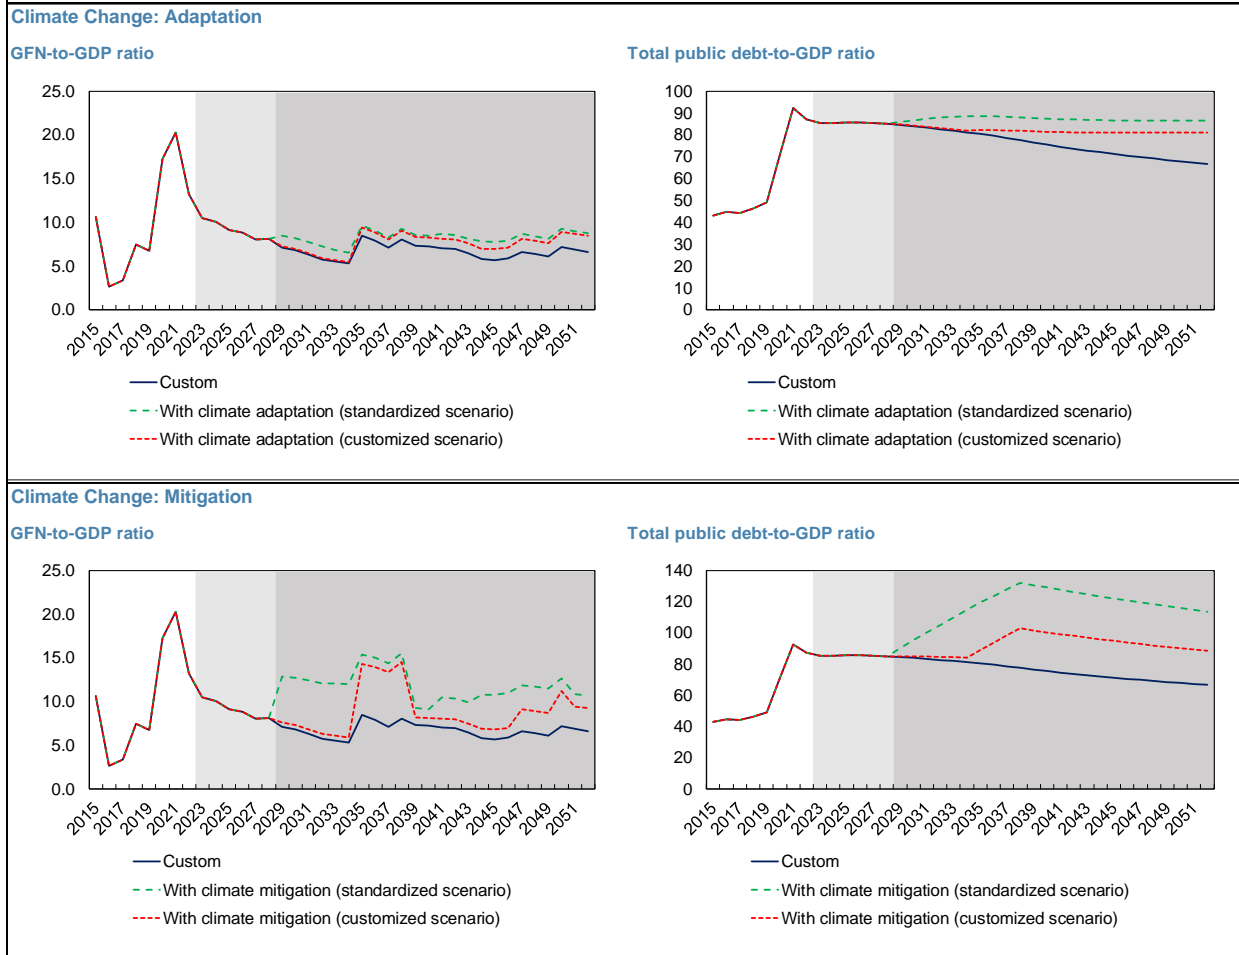 Climate Change: Adaptation
GFN-to-GDP ratio
25.0
20.0
15.0
10.0
5.0
0.0
2015 2017 2019 2021 2023 2025 2027 2029 2031 2033 2035 2037 2039 2041 2043 2045 2047 2049 2051
Custom
With climate adaptation (standardized scenario)
With climate adaptation (customized scenario)
Total public debt-to-GDP ratio
100
90
80
70
60
50
40
30
20
10
0
2015 2017 2019 2021 2023 2025 2027 2029 2031 2033 2035 2037 2039 2041 2043 2045 2047 2049 2051
Custom
With climate adaptation (standardized scenario)
With climate adaptation (customized scenario)
Climate Change: Mitigation
GFN-to-GDP ratio
25.0
20.0
15.0
10.0
5.0
0.0
2015 2017 2019 2021 2023 2025 2027 2029 2031 2033 2035 2037 2039 2041 2043 2045 2047 2049 2051
Custom
With climate mitigation (standardized scenario)
With climate mitigation (customized scenario)
Total public debt-to-GDP ratio
140
120
100
80
60
40
20
0
2015 2017 2019 2021 2023 2025 2027 2029 2031 2033 2035 2037 2039 2041 2043 2045 2047 2049 2051
Custom
With climate mitigation (standardized scenario)
With climate mitigation (customized scenario)